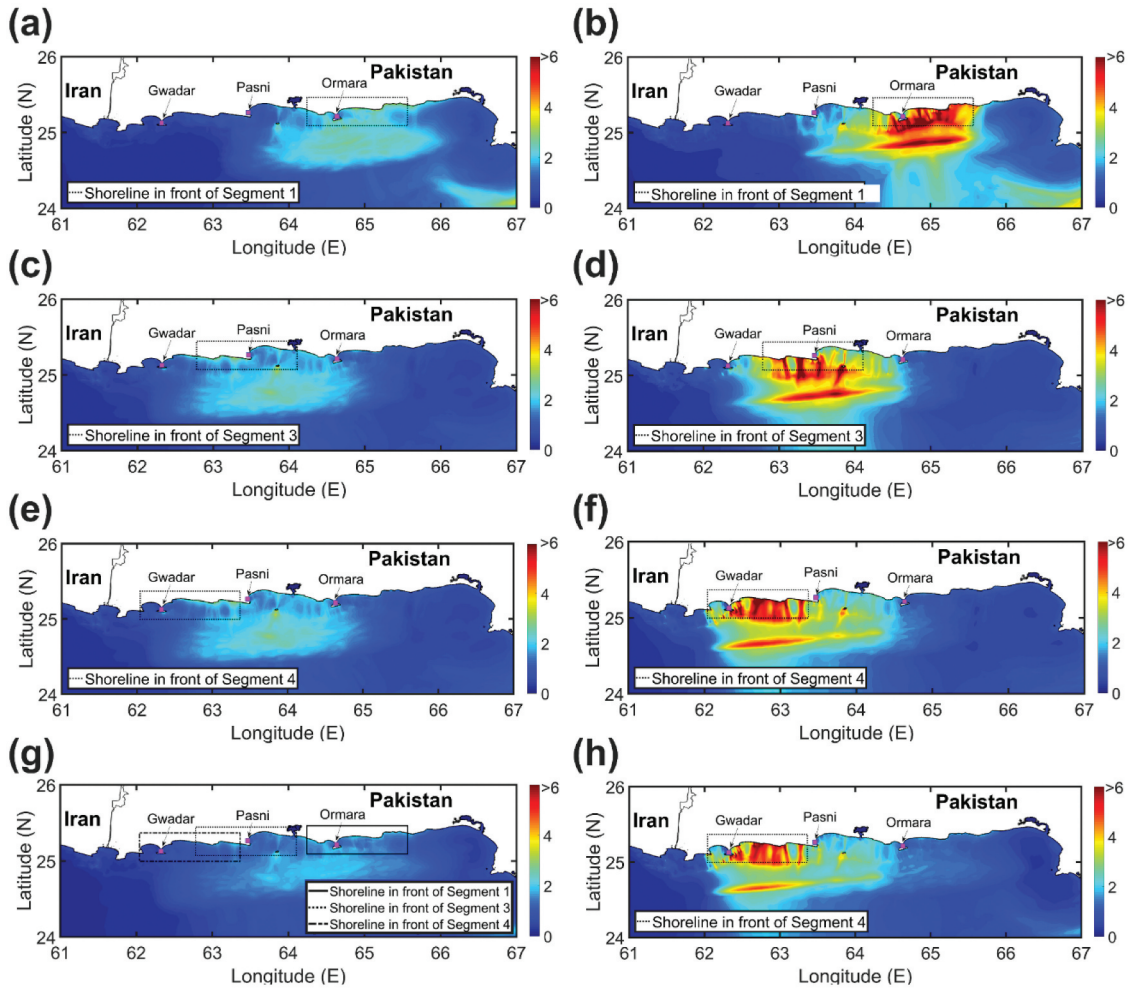 (a)
26
25
24
Latitude (N)
Iran
Gwadar
Pasni
Ormara
Pakistan
Shoreline in front of Segment 1
61 62 63 64 65 66 67
Longitude (E)
>6
4
2
0
(b)
26
25
24
Latitude (N)
Iran
Gwadar
Pasni
Ormara
Pakistan
Shoreline in front of Segment 1
61 62 63 64 65 66 67
Longitude (E)
>6
4
2
0
(c)
26
25
24
Latitude (N)
Iran
Gwadar
Pasni
Ormara
Pakistan
Shoreline in front of Segment 3
61 62 63 64 65 66 67
Longitude (E)
>6
4
2
0
(d)
26
25
24
Latitude (N)
Iran
Gwadar
Pasni
Ormara
Pakistan
Shoreline in front of Segment 3
61 62 63 64 65 66 67
Longitude (E)
>6
4
2
0
(e)
26
25
24
Latitude (N)
Iran
Gwadar
Pasni
Ormara
Pakistan
Shoreline in front of Segment 4
61 62 63 64 65 66 67
Longitude (E)
>6
4
2
0
(f)
26
25
24
Latitude (N)
Iran
Gwadar
Pasni
Ormara
Pakistan
Shoreline in front of Segment 4
61 62 63 64 65 66 67
Longitude (E)
>6
4
2
0
(g)
26
25
24
Latitude (N)
Iran
Gwadar
Pasni
Ormara
Pakistan
Shoreline in front of Segment 1
Shoreline in front of Segment 3
Shoreline in front of Segment 4
61 62 63 64 65 66 67
Longitude (E)
>6
4
2
0
(h)
26
25
24
Latitude (N)
Iran
Gwadar
Pasni
Ormara
Pakistan
Shoreline in front of Segment 4
61 62 63 64 65 66 67
Longitude (E)
>6
4
2
0